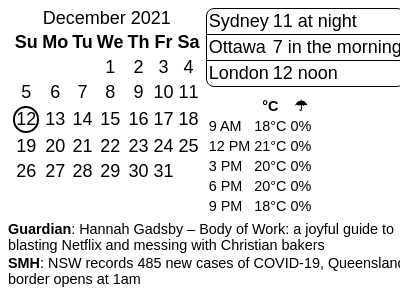 December 2021
Su Mo Tu We Th Fr Sa
1 2 3 4
5 6 7 8 9 10 11
12 13 14 15 16 17 18
19 20 21 22 23 24 25
26 27 28 29 30 31
Sydney 11 at night
Ottawa 7 in the morning
London 12 noon
°C ☂
9 AM 18°C 0%
12 PM 21°C 0%
3 PM 20°C 0%
6 PM 20°C 0%
9 PM 18°C 0%
Guardian: Hannah Gadsby – Body of Work: a joyful guide to
blasting Netflix and messing with Christian bakers
SMH: NSW records 485 new cases of COVID-19, Queenslan
border opens at 1am